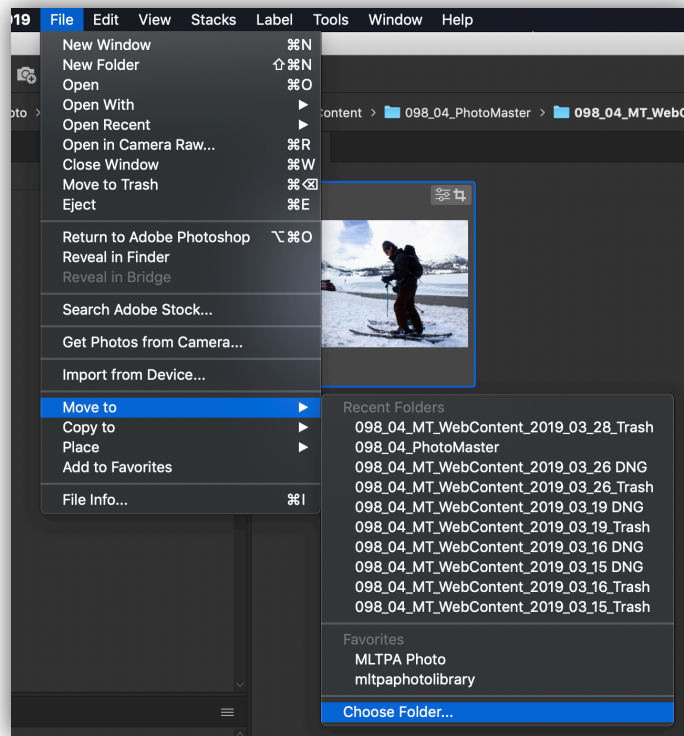 19 File Edit View Stacks Label Tools Window Help
New Window ⌘N
New Folder ⇧⌘N
Open ⌘O
Open With ▶
Open Recent ▶
Open in Camera Raw... ⌘R
Close Window ⌘W
Move to Trash ⌘⌫
Eject ⌘E
Return to Adobe Photoshop ⌥⌘O
Reveal in Finder
Reveal in Bridge
Search Adobe Stock...
Get Photos from Camera...
Import from Device...
Move to ▶
Copy to ▶
Place ▶
Add to Favorites
File Info... ⌘I
oto > Content > 098_04_PhotoMaster > 098_04_MT_WebC
Recent Folders
098_04_MT_WebContent_2019_03_28_Trash
098_04_PhotoMaster
098_04_MT_WebContent_2019_03_26 DNG
098_04_MT_WebContent_2019_03_26_Trash
098_04_MT_WebContent_2019_03_19 DNG
098_04_MT_WebContent_2019_03_19_Trash
098_04_MT_WebContent_2019_03_16 DNG
098_04_MT_WebContent_2019_03_15 DNG
098_04_MT_WebContent_2019_03_16_Trash
098_04_MT_WebContent_2019_03_15_Trash
Favorites
MLTPA Photo
mltpaphotolibrary
Choose Folder...